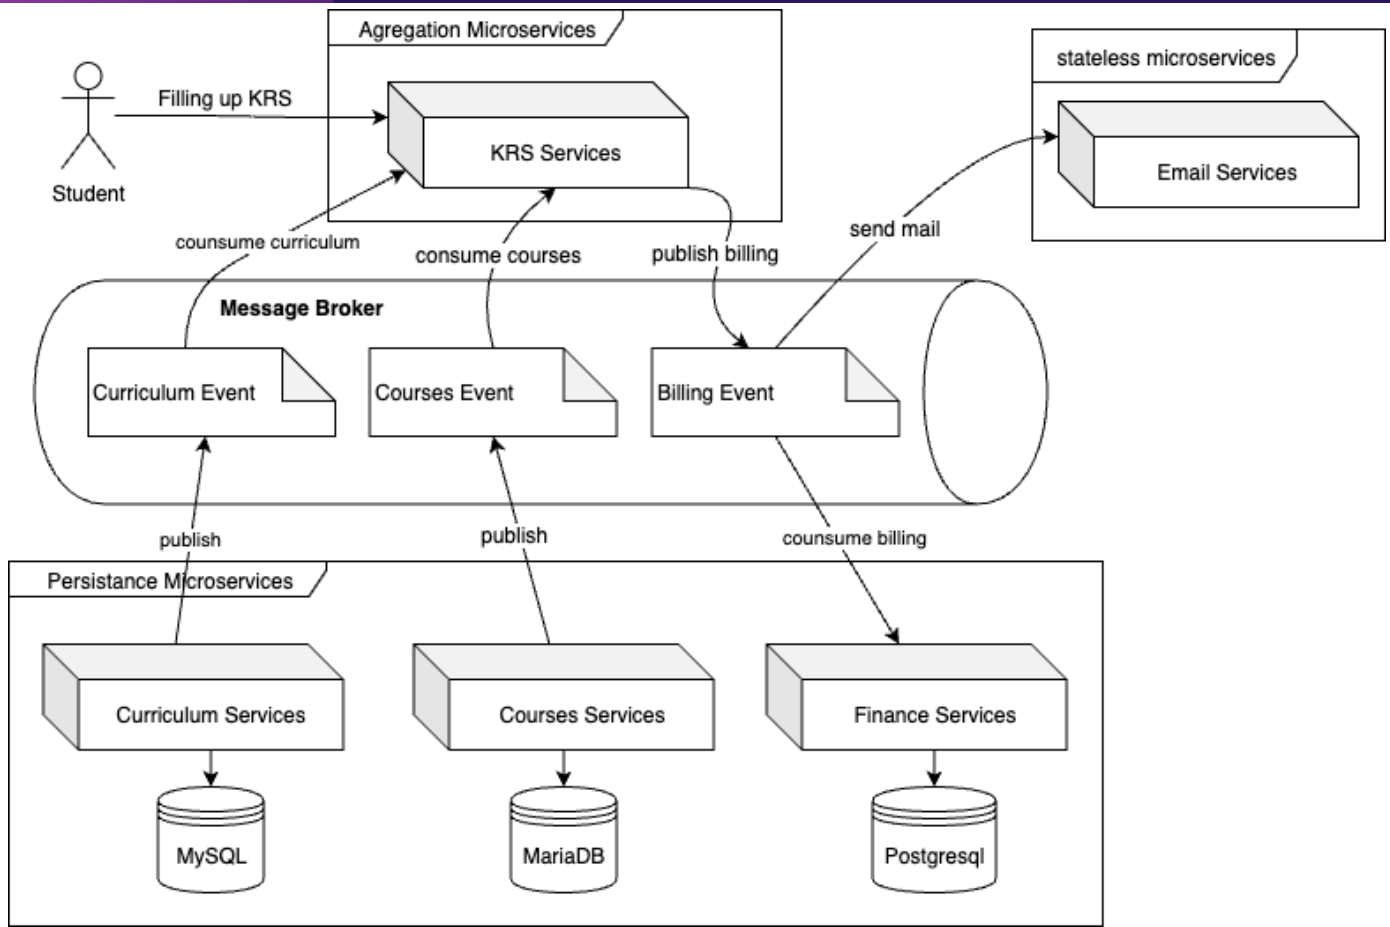 Agregation Microservices
stateless microservices
Filling up KRS
KRS Services
Email Services
Student
counsume curriculum
consume courses
publish billing
send mail
Message Broker
Curriculum Event
Courses Event
Billing Event
publish
publish
counsume billing
Persistance Microservices
Curriculum Services
Courses Services
Finance Services
MySQL
MariaDB
Postgresql